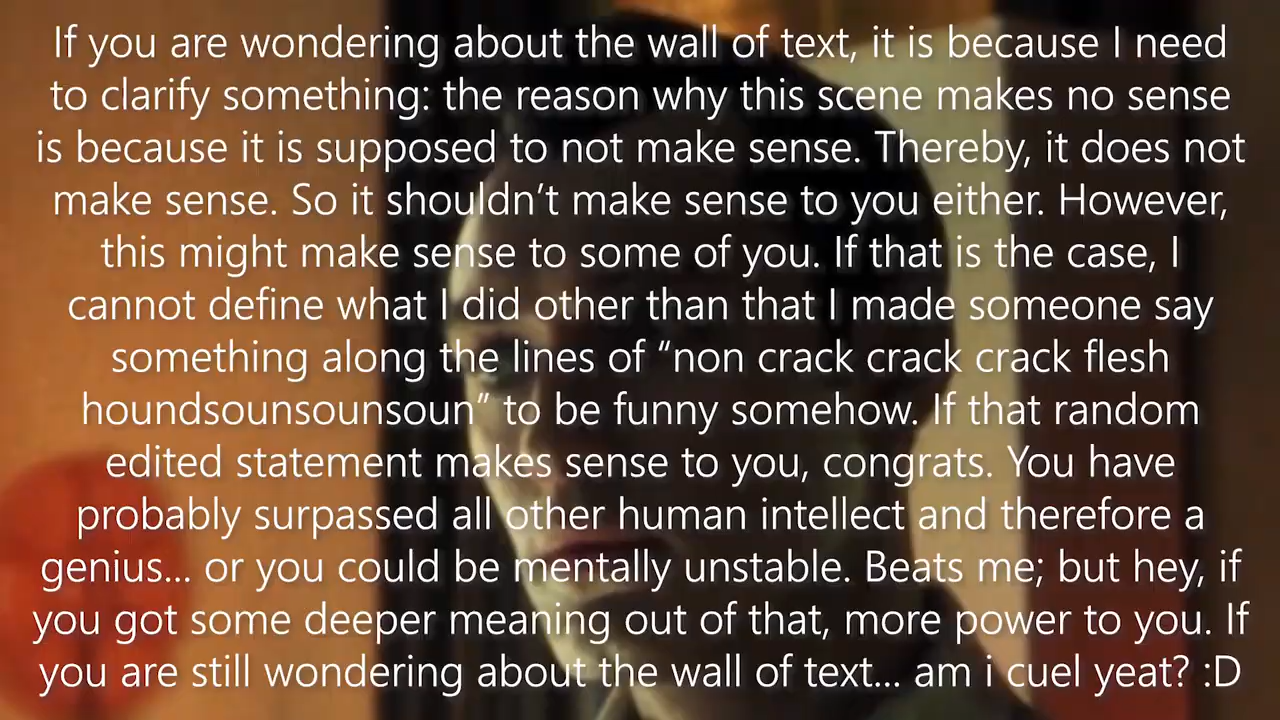 If you are wondering about the wall of text, it is because I need
to clarify something: the reason why this scene makes no sense
is because it is supposed to not make sense. Thereby, it does not
make sense. So it shouldn’t make sense to you either. However,
this might make sense to some of you. If that is the case, I
cannot define what I did other than that I made someone say
something along the lines of “non crack crack crack flesh
houndsounsounsoun” to be funny somehow. If that random
edited statement makes sense to you, congrats. You have
probably surpassed all other human intellect and therefore a
genius... or you could be mentally unstable. Beats me; but hey, if
you got some deeper meaning out of that, more power to you. If
you are still wondering about the wall of text... am i cuel yeat? :D